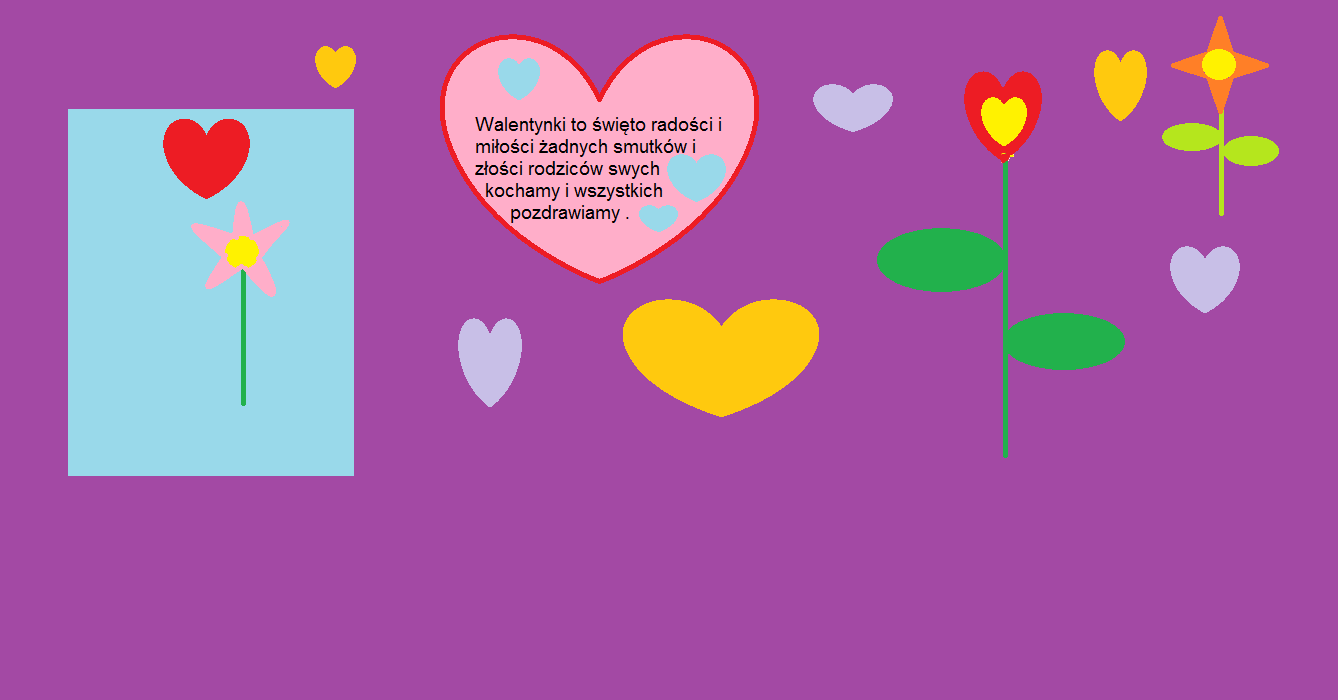 Walentynki to święto radości i
miłości żadnych smutków i
złości rodziców swych
kochamy i wszystkich
pozdrawiamy .